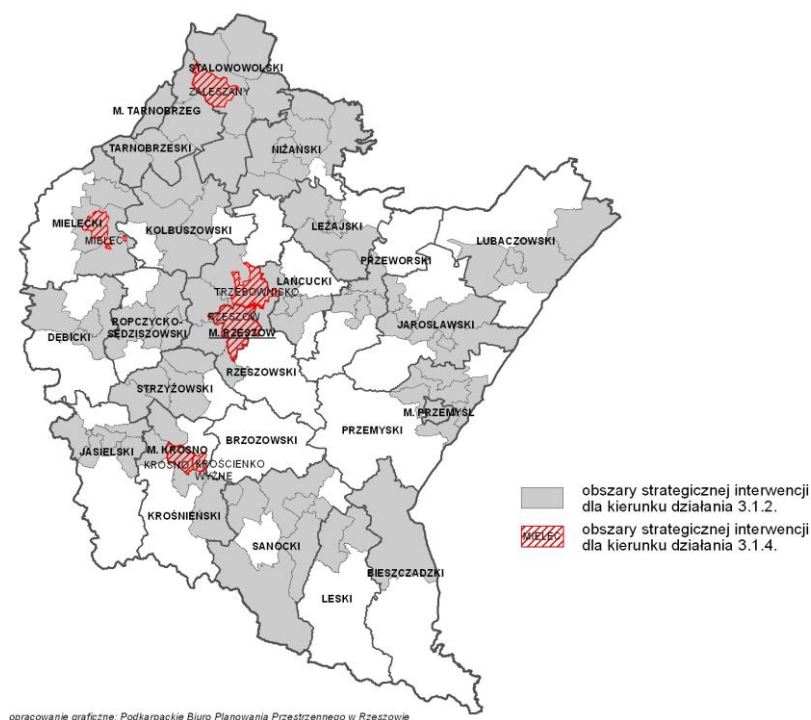 STALOWOWOLSKI
ZALESZANY
M. TARNOBRZEG
TARNOBRZESKI
NIŻAŃSKI
MIELECKI
MIELEC
KOLBUSZOWSKI
LEŻAJSKI
LUBACZOWSKI
PRZEWORSKI
ŁAŃCUCKI
TRZEBOWNISKO
RZESZÓW
M. RZESZÓW
ROPCZYCKO-
SĘDZISZOWSKI
DĘBICKI
JAROSŁAWSKI
RZESZOWSKI
STRZYŻOWSKI
M. PRZEMYŚL
PRZEMYSKI
BRZOZOWSKI
JASIELSKI
M. KROSNO
KROSNO
KROŚCIENKO
WYŻNE
KROŚNIEŃSKI
SANOCKI
BIESZCZADZKI
LESKI
obszary strategicznej interwencji
dla kierunku działania 3.1.2.
MIELEC
obszary strategicznej interwencji
dla kierunku działania 3.1.4.
opracowanie graficzne: Podkarpackie Biuro Planowania Przestrzennego w Rzeszowie